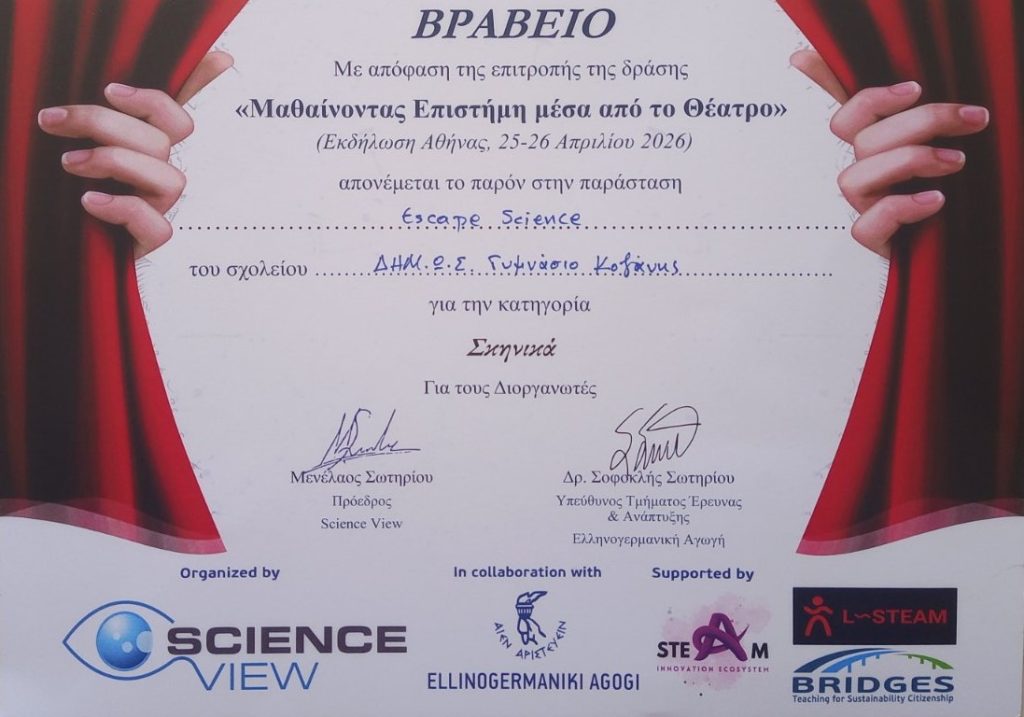 ΒΡΑΒΕΙΟ
Με απόφαση της επιτροπής της δράσης
«Μαθαίνοντας Επιστήμη μέσα από το Θέατρο»
(Εκδήλωση Αθήνας, 25-26 Απριλίου 2026)
απονέμεται το παρόν στην παράσταση
Escape Science
του σχολείου ΔΗΜ.Ω.Σ. Γυμνάσιο Κοζάνης
για την κατηγορία
Σκηνικά
Για τους Διοργανωτές
Μενέλαος Σωτηρίου
Πρόεδρος
Science View
Δρ. Σοφοκλής Σωτηρίου
Υπεύθυνος Τμήματος Έρευνας
& Ανάπτυξης
Ελληνογερμανική Αγωγή
Organized by
SCIENCE
VIEW
In collaboration with
ΑΙΕΝ ΑΡΙΣΤΕΥΕΙΝ
ELLINOGERMANIKI AGOGI
Supported by
STEAM
INNOVATION ECOSYSTEM
L~STEAM
BRIDGES
Teaching for Sustainability Citizenship